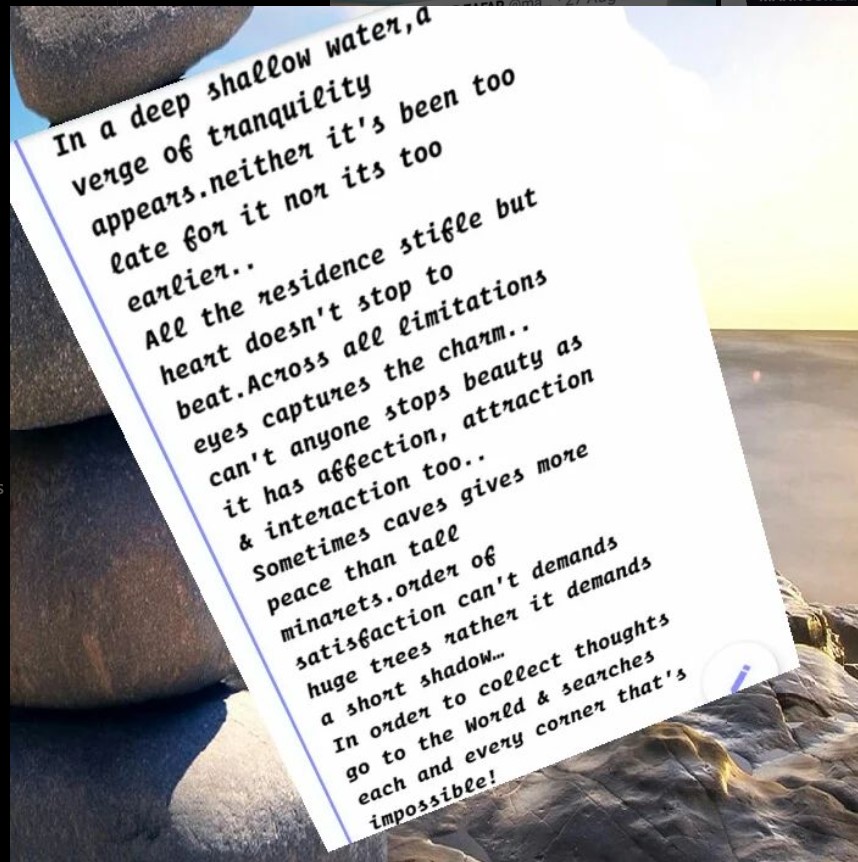 In a deep shallow water,a
verge of tranquility
appears.neither it's been too
late for it nor its too
earlier..
All the residence stifle but
heart doesn't stop to
beat.Across all limitations
eyes captures the charm..
can't anyone stops beauty as
it has affection, attraction
& interaction too..
Sometimes caves gives more
peace than tall
minarets.order of
satisfaction can't demands
huge trees rather it demands
a short shadow…
In order to collect thoughts
go to the World & searches
each and every corner that's
impossible!